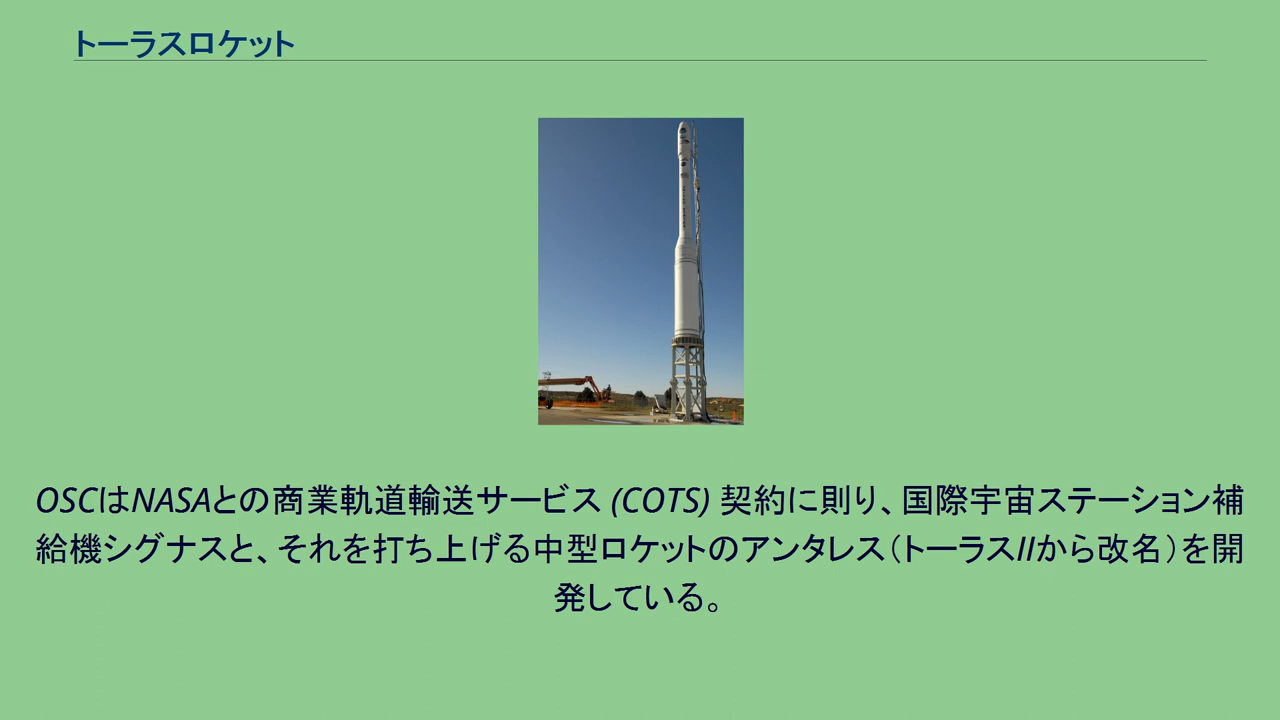 トーラスロケット
OSCはNASAとの商業軌道輸送サービス (COTS) 契約に則り、国際宇宙ステーション補
給機シグナスと、それを打ち上げる中型ロケットのアンタレス（トーラスIIから改名）を開
発している。